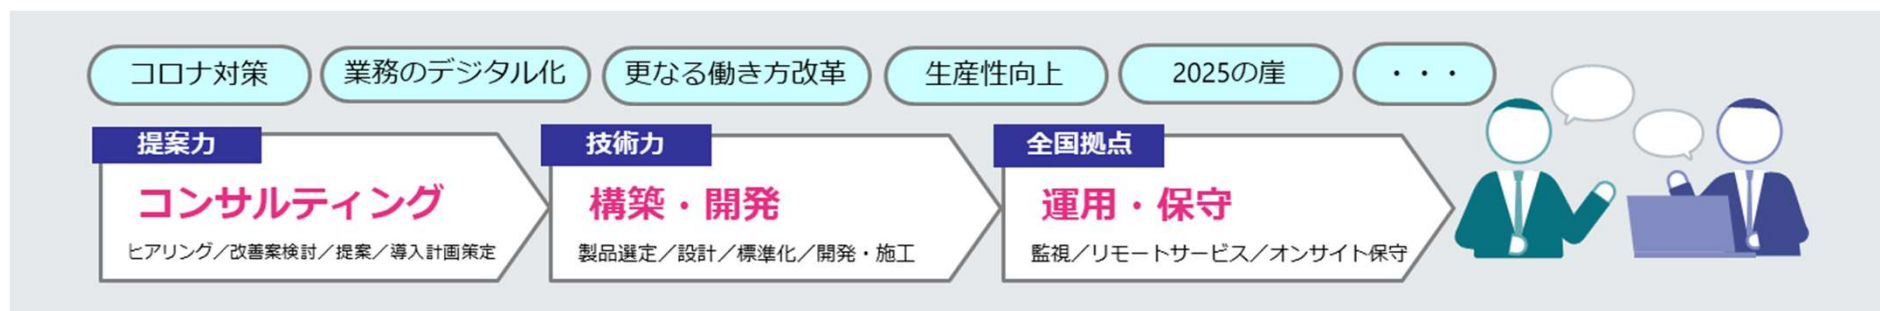 コロナ対策
業務のデジタル化
更なる働き方改革
生産性向上
2025の崖
・・・
提案力
コンサルティング
ヒアリング／改善案検討／提案／導入計画策定
技術力
構築・開発
製品選定／設計／標準化／開発・施工
全国拠点
運用・保守
監視／リモートサービス／オンサイト保守